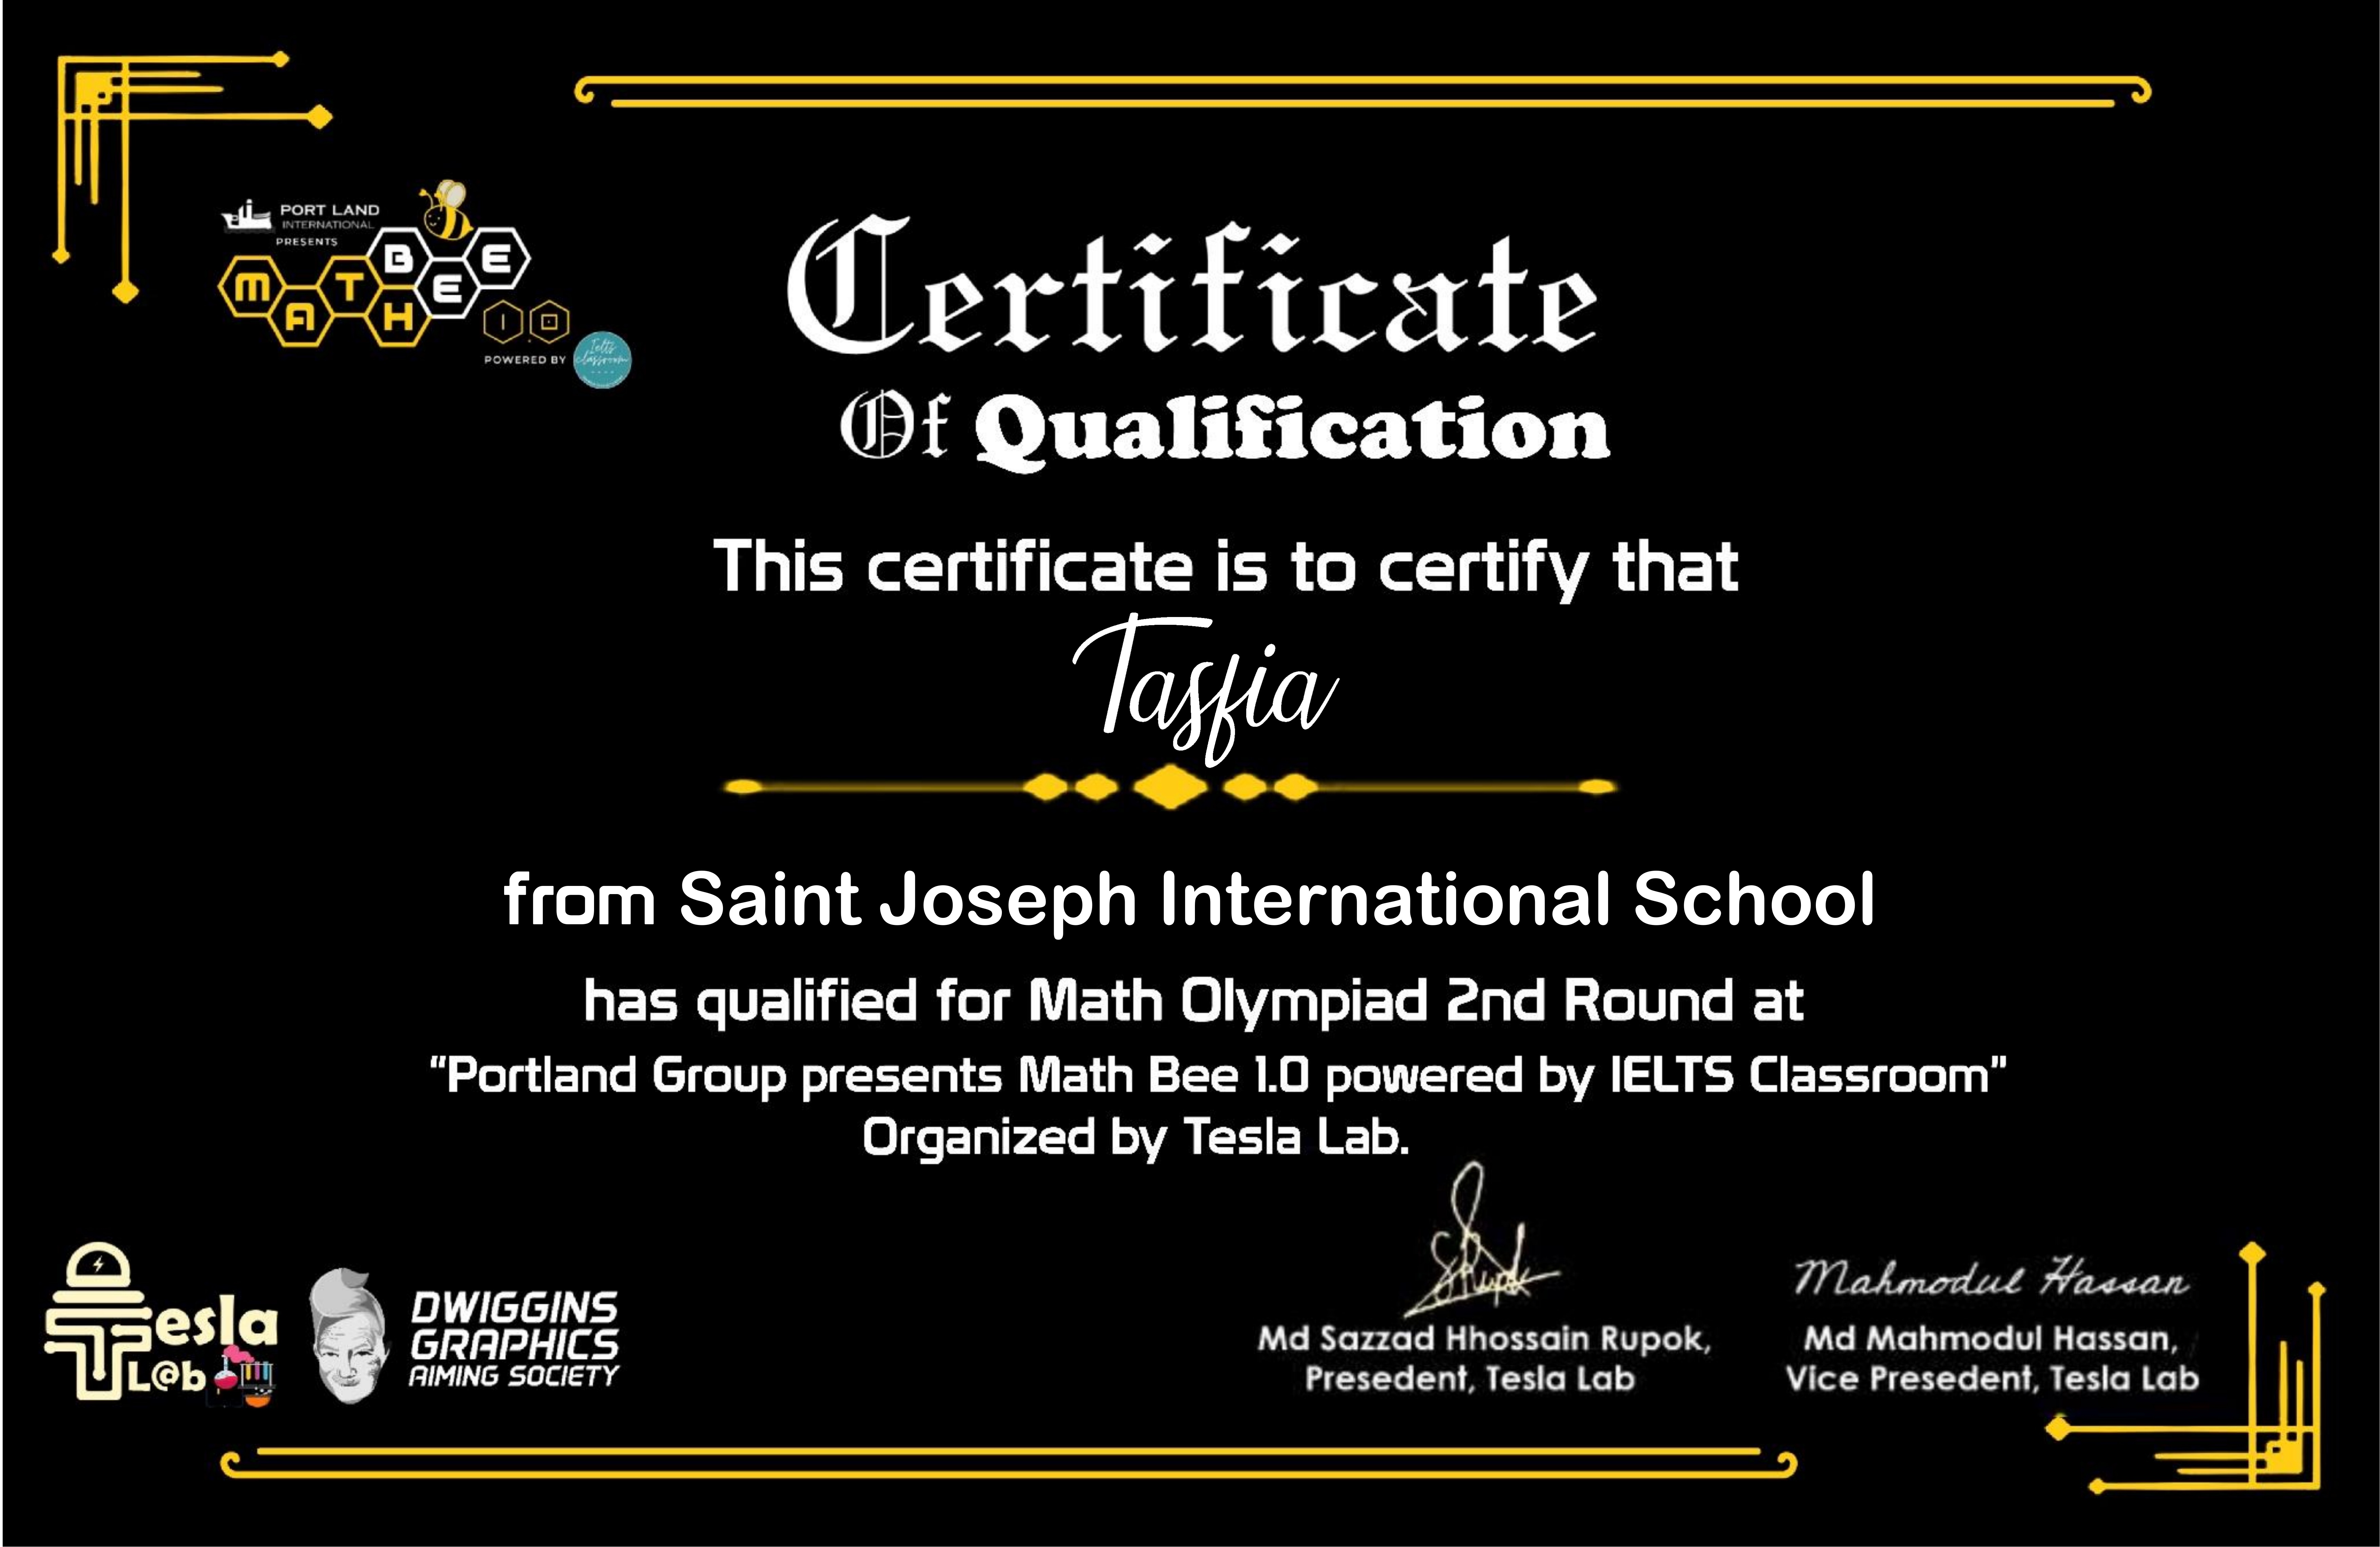 PORT LAND
INTERNATIONAL
PRESENTS
MATH BEE
1.0
POWERED BY
Ielts
classroom
Certificate
Of Qualification
This certificate is to certify that
Tasfia
from Saint Joseph International School
has qualified for Math Olympiad 2nd Round at
“Portland Group presents Math Bee 1.0 powered by IELTS Classroom”
Organized by Tesla Lab.
Tesla
L@b
DWIGGINS
GRAPHICS
AIMING SOCIETY
Md Sazzad Hhossain Rupok,
Presedent, Tesla Lab
Mahmodul Hassan
Md Mahmodul Hassan,
Vice Presedent, Tesla Lab